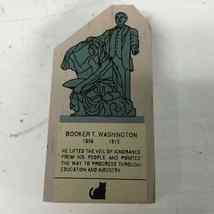 BOOKER T. WASHINGTON
1856 1915
HE LIFTED THE VEIL OF IGNORANCE
FROM HIS PEOPLE AND POINTED
THE WAY TO PROGRESS THROUGH
EDUCATION AND INDUSTRY.